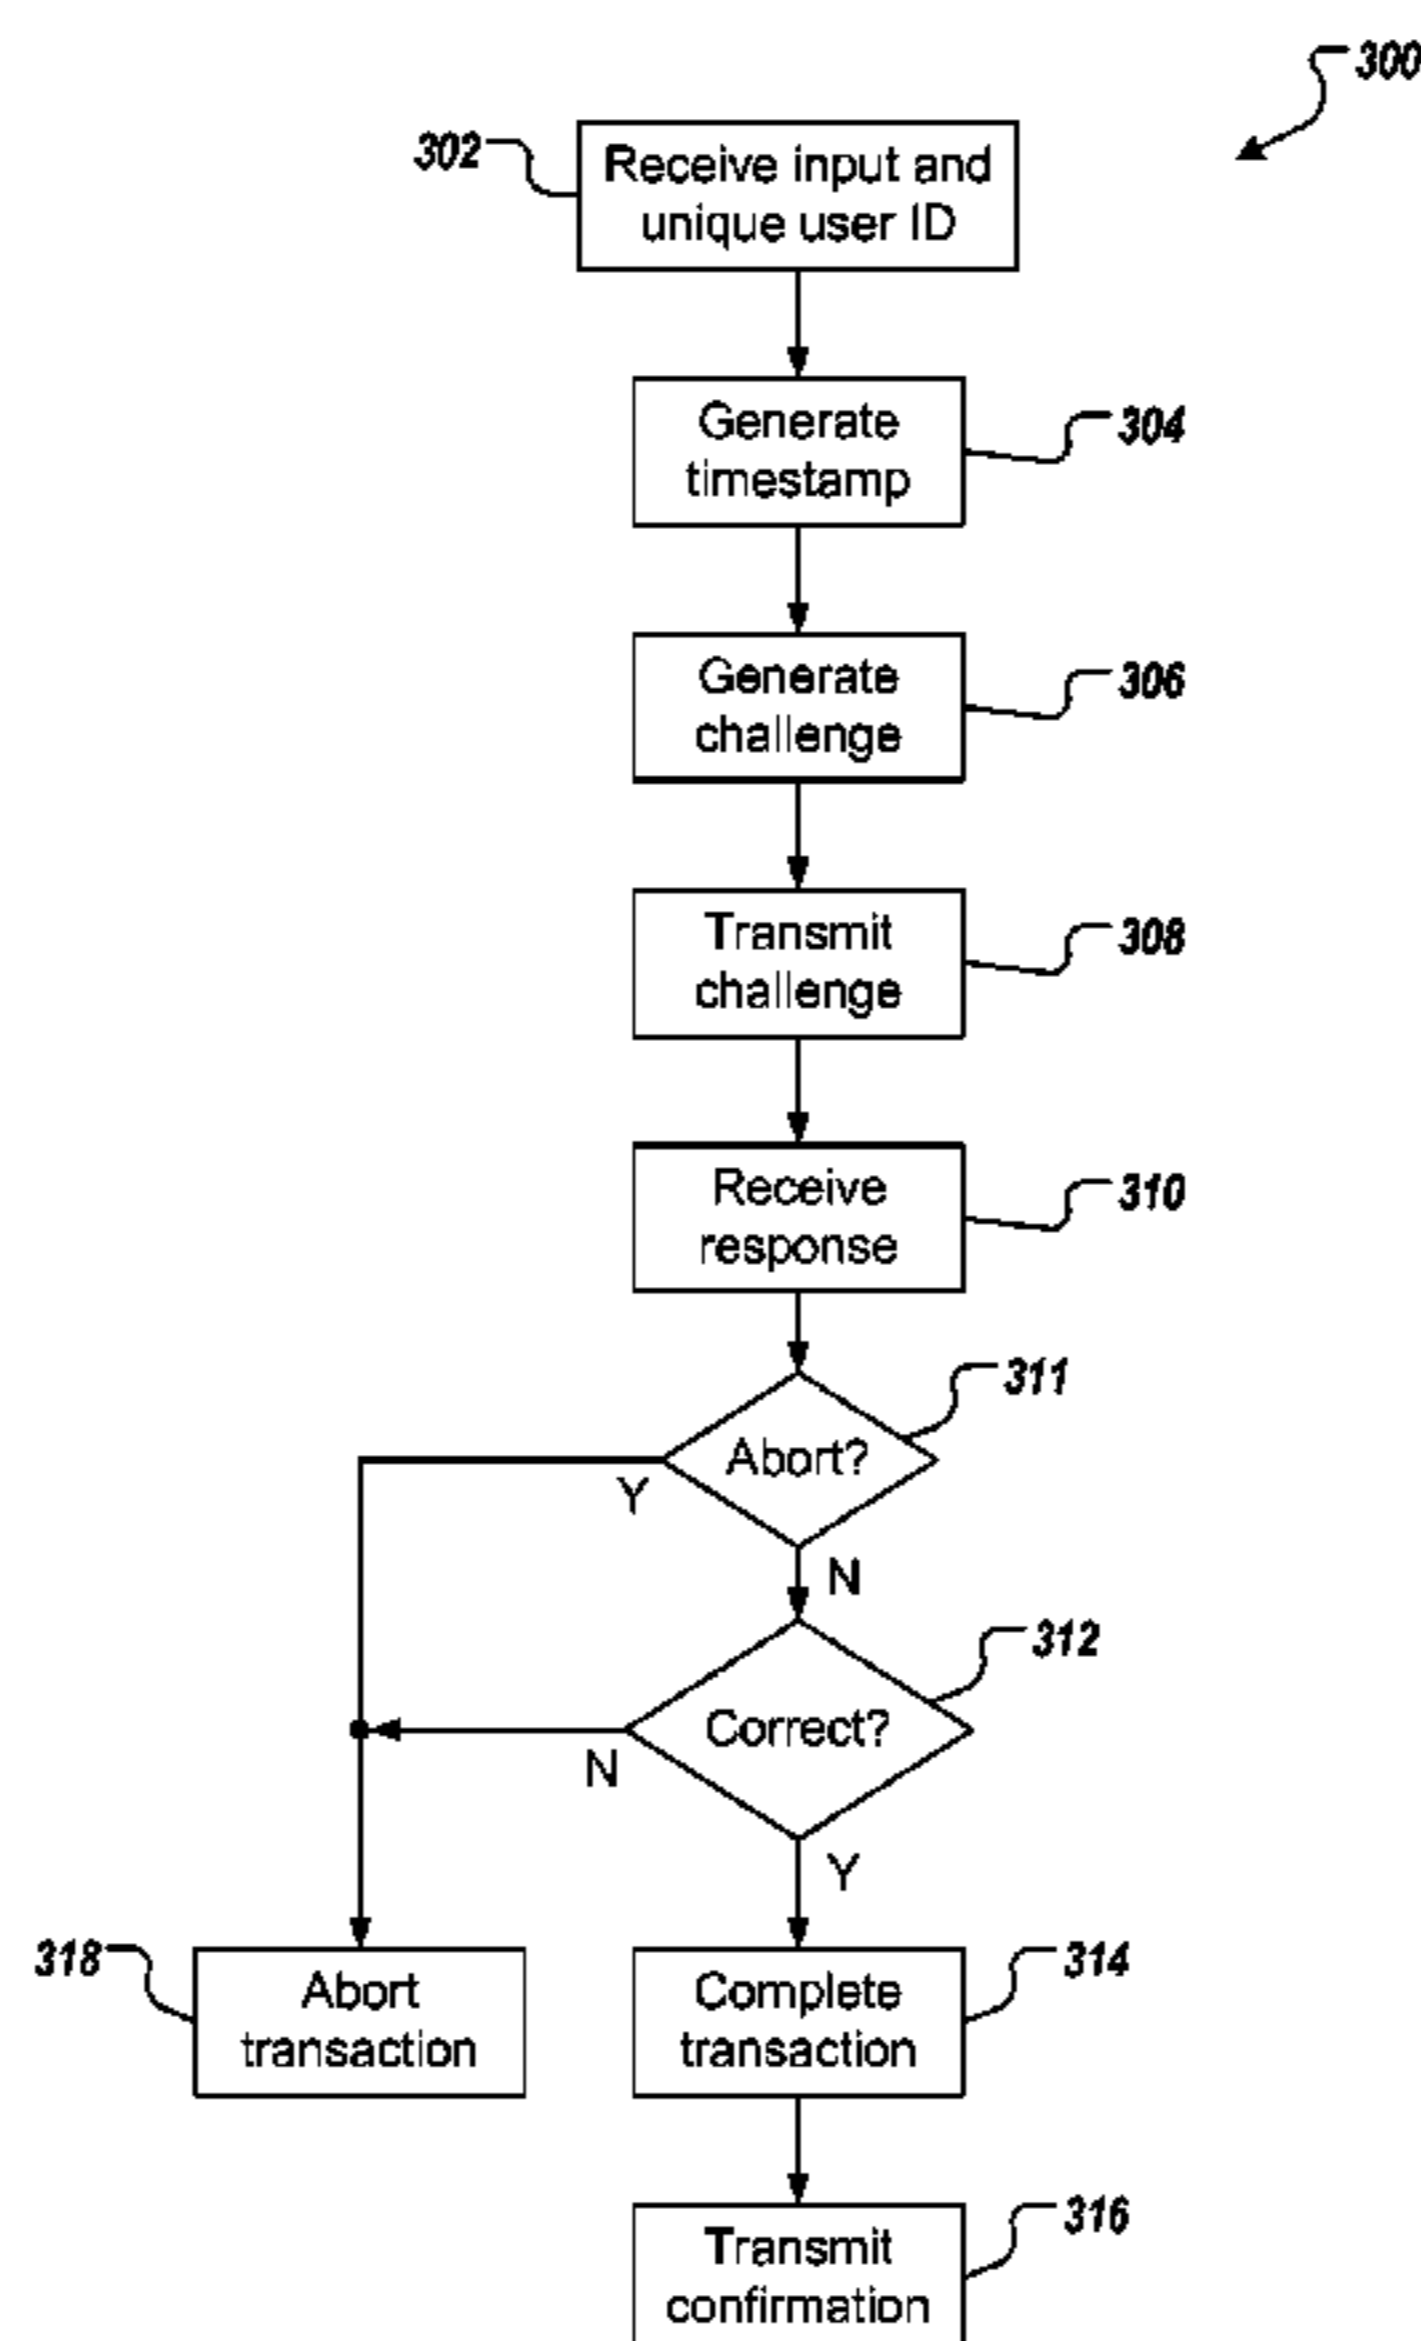 300
302
Receive input and
unique user ID
Generate
timestamp
304
Generate
challenge
306
Transmit
challenge
308
Receive
response
310
311
Abort?
Y
N
312
Correct?
N
Y
318
Abort
transaction
Complete
transaction
314
Transmit
confirmation
316